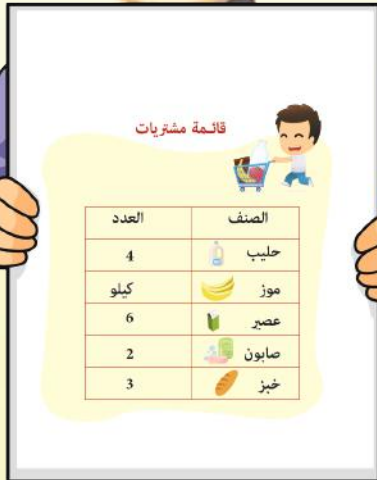 قائمة مشتريات
الصنف العدد
حليب 4
موز كيلو
عصير 6
صابون 2
خبز 3